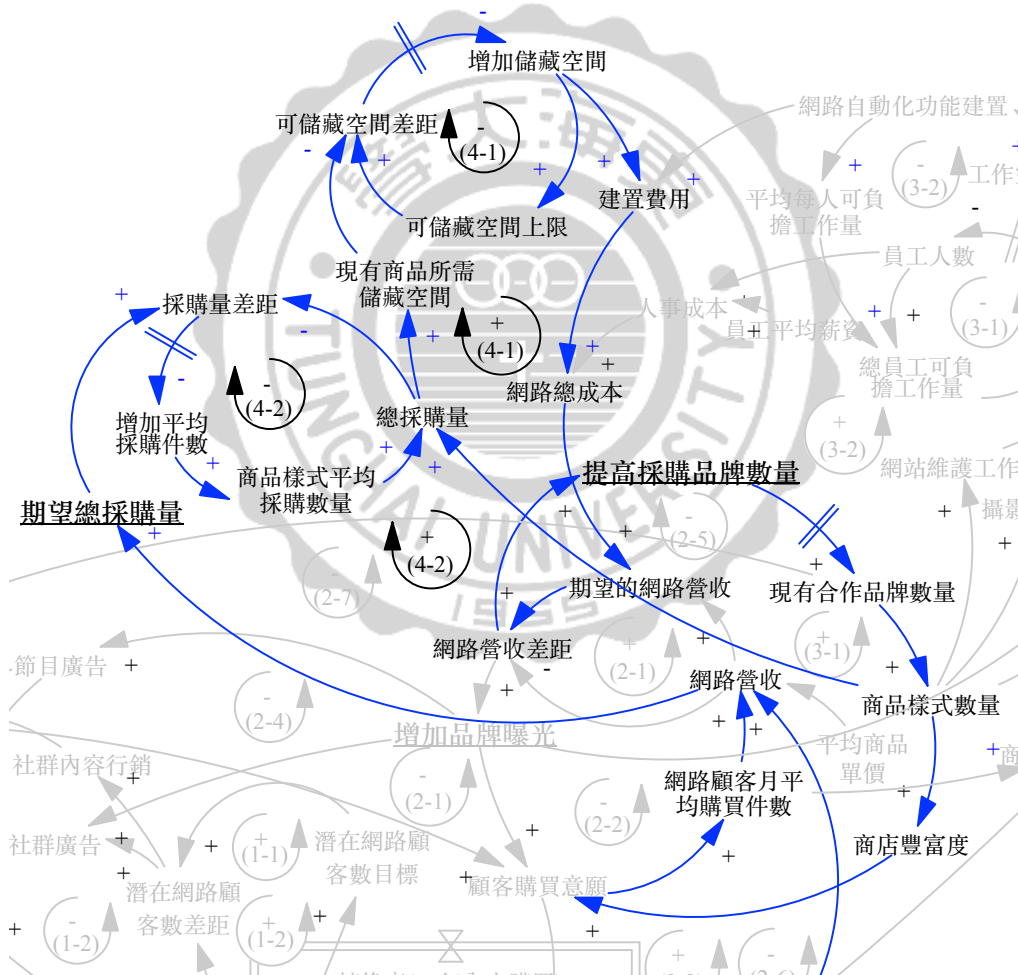 增加儲藏空間
網路自動化功能建置、
可儲藏空間差距
-
(4-1)
-
(3-2)
建置費用
平均每人可負
擔工作量
可儲藏空間上限
員工人數
現有商品所需
儲藏空間
採購量差距
人事成本
員工平均薪資
+
(4-1)
-
(3-1)
總員工可負
擔工作量
-
(4-2)
網路總成本
增加平均
採購件數
總採購量
+
(3-2)
商品樣式平均
採購數量
提高採購品牌數量
網站維護工作
期望總採購量
攝影
+
(4-2)
-
(2-5)
-
(2-7)
期望的網路營收
現有合作品牌數量
網路營收差距
+
(2-1)
+
(3-1)
節目廣告
網路營收
商品樣式數量
-
(2-4)
增加品牌曝光
平均商品
單價
社群內容行銷
-
(2-1)
網路顧客月平
均購買件數
-
(2-2)
社群廣告
+
(1-1)
潛在網路顧
客數目標
商店豐富度
潛在網路顧
客數差距
顧客購買意願
-
(1-2)
+
(1-2)
TUNGHAI UNIVERSITY
1955